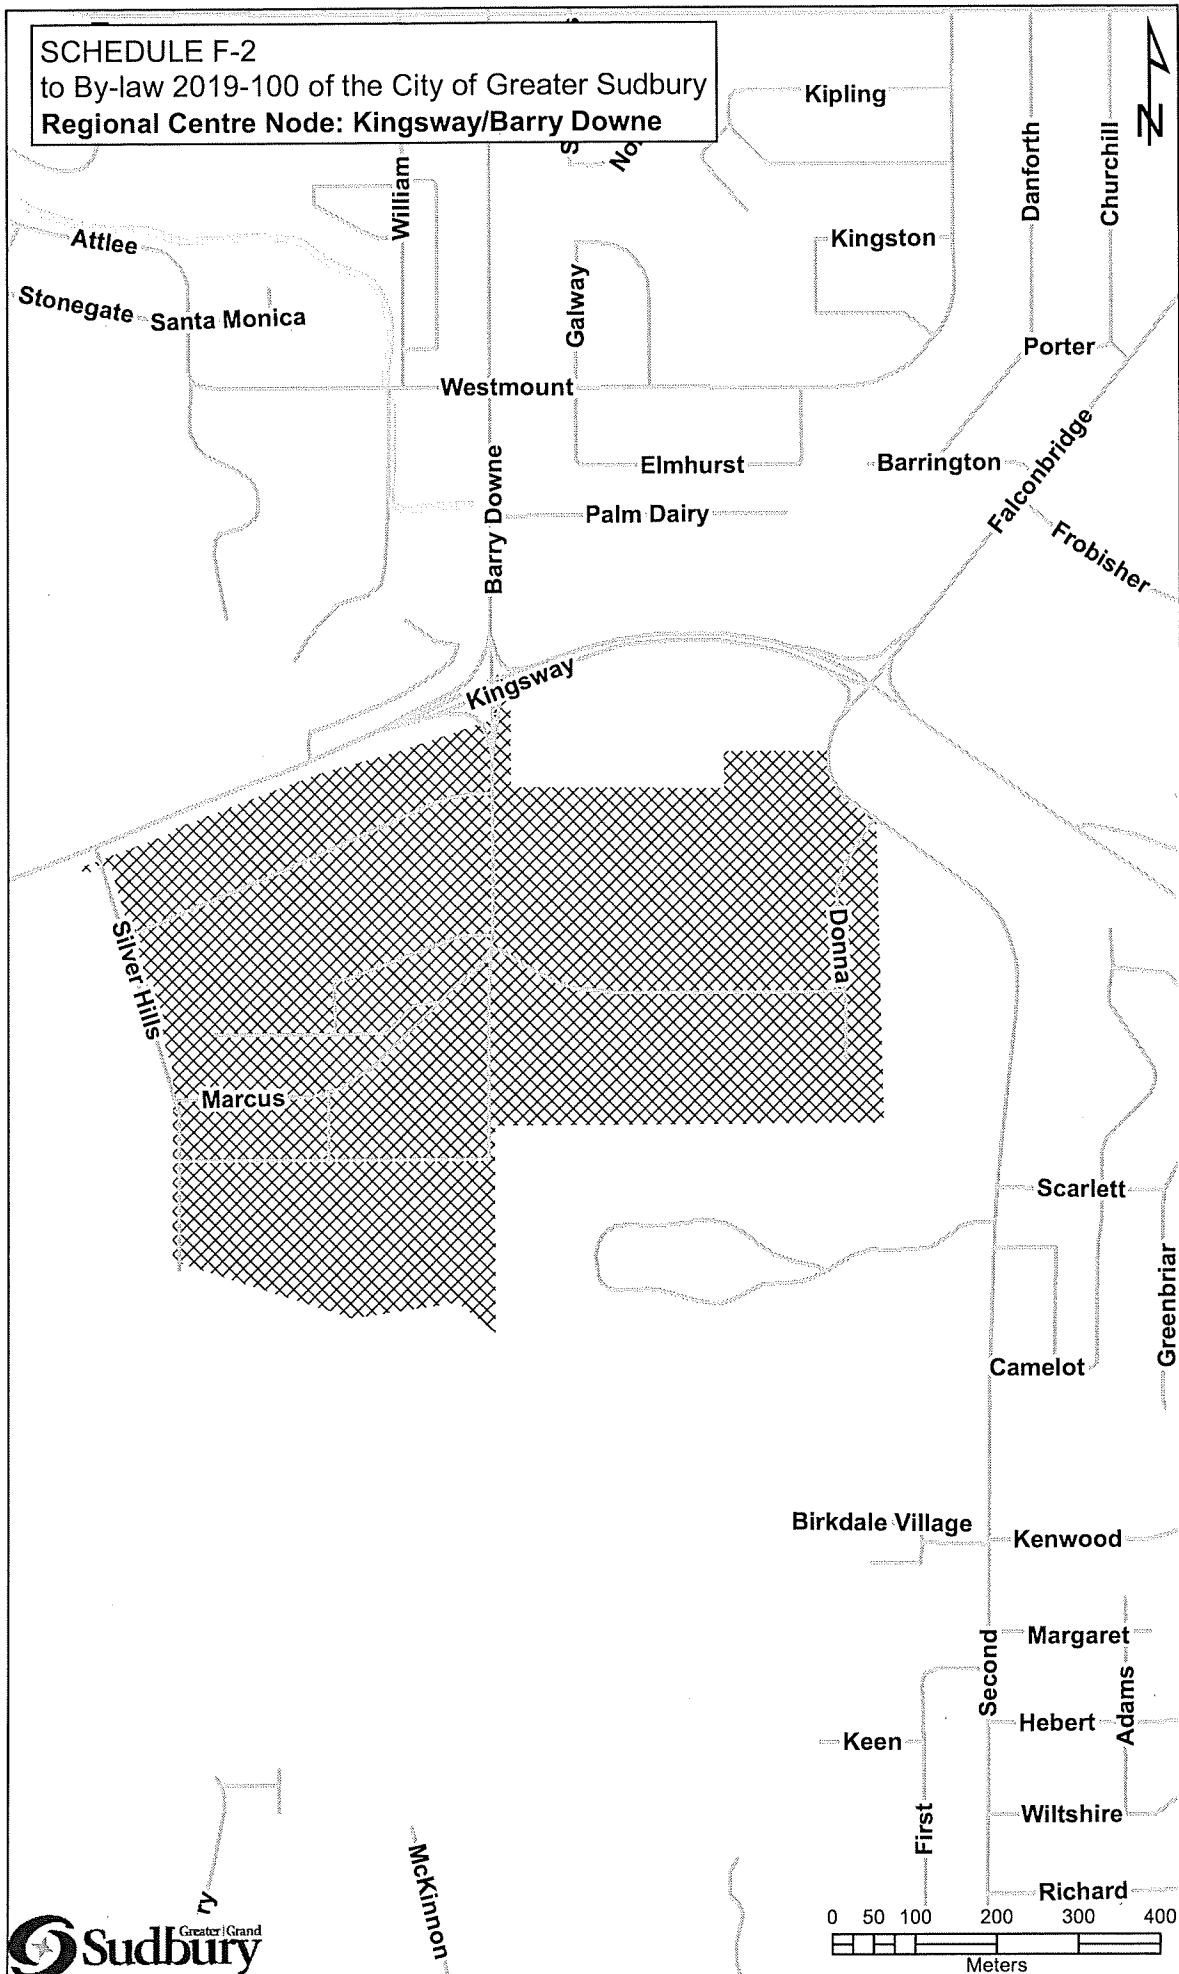 SCHEDULE F-2
to By-law 2019-100 of the City of Greater Sudbury
Regional Centre Node: Kingsway/Barry Downe
Kipling
Danforth
Churchill
N
William
Attlee
Kingston
Stonegate
Santa Monica
Galway
Porter
Westmount
Elmhurst
Barrington
Falconbridge
Barry Downe
Palm Dairy
Frobisher
Kingsway
Silver Hills
Donna
Marcus
Scarlett
Greenbriar
Camelot
Birkdale Village
Kenwood
Margaret
Second
Adams
Hebert
Keen
First
Wiltshire
McKinnon
Richard
ry
Greater | Grand
Sudbury
0 50 100 200 300 400
Meters